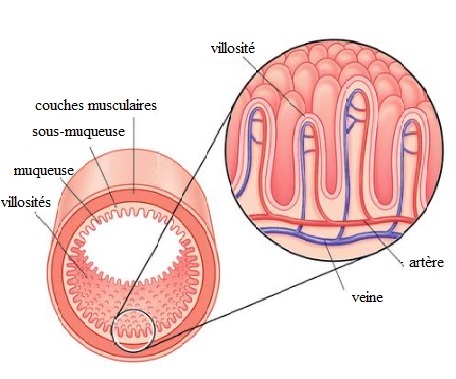 villosité
couches musculaires
sous-muqueuse
muqueuse
villosités
artère
veine